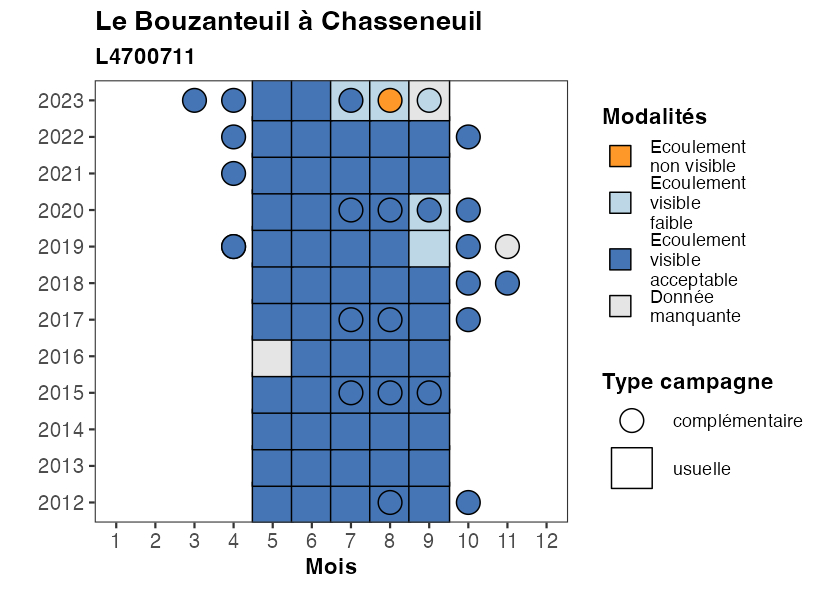 Le Bouzanteuil à Chasseneuil
L4700711
2023
2022
2021
2020
2019
2018
2017
2016
2015
2014
2013
2012
1 2 3 4 5 6 7 8 9 10 11 12
Mois
Modalités
Ecoulement
non visible
Ecoulement
visible
faible
Ecoulement
visible
acceptable
Donnée
manquante
Type campagne
complémentaire
usuelle